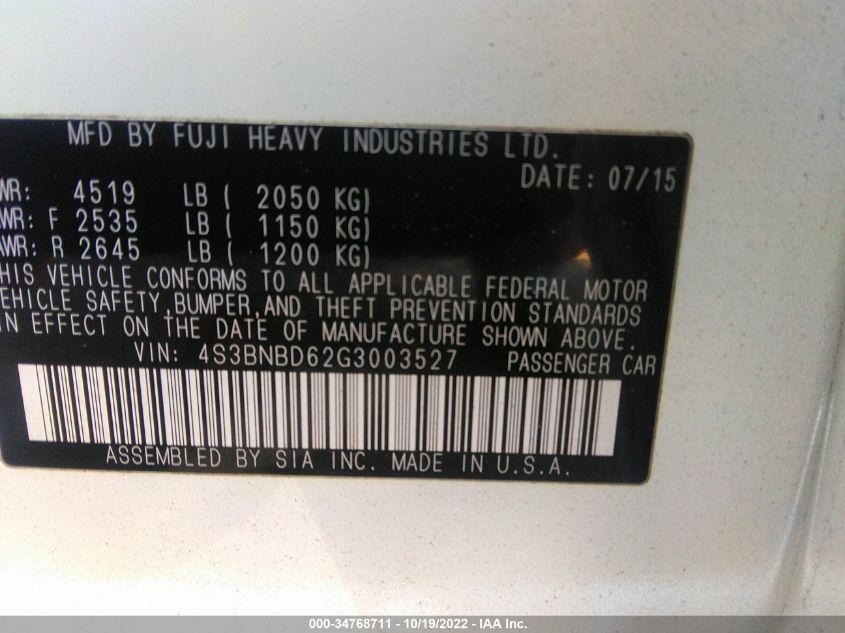 MFD BY FUJI HEAVY INDUSTRIES LTD.
DATE: 07/15
WR: 4519 LB ( 2050 KG)
WR: F 2535 LB ( 1150 KG)
AWR: R 2645 LB ( 1200 KG)
HIS VEHICLE CONFORMS TO ALL APPLICABLE FEDERAL MOTOR
EHICLE SAFETY,BUMPER,AND THEFT PREVENTION STANDARDS
IN EFFECT ON THE DATE OF MANUFACTURE SHOWN ABOVE.
VIN: 4S3BNBD62G3003527 PASSENGER CAR
ASSEMBLED BY SIA INC. MADE IN U.S.A.
000-34768711 - 10/19/2022 - IAA Inc.